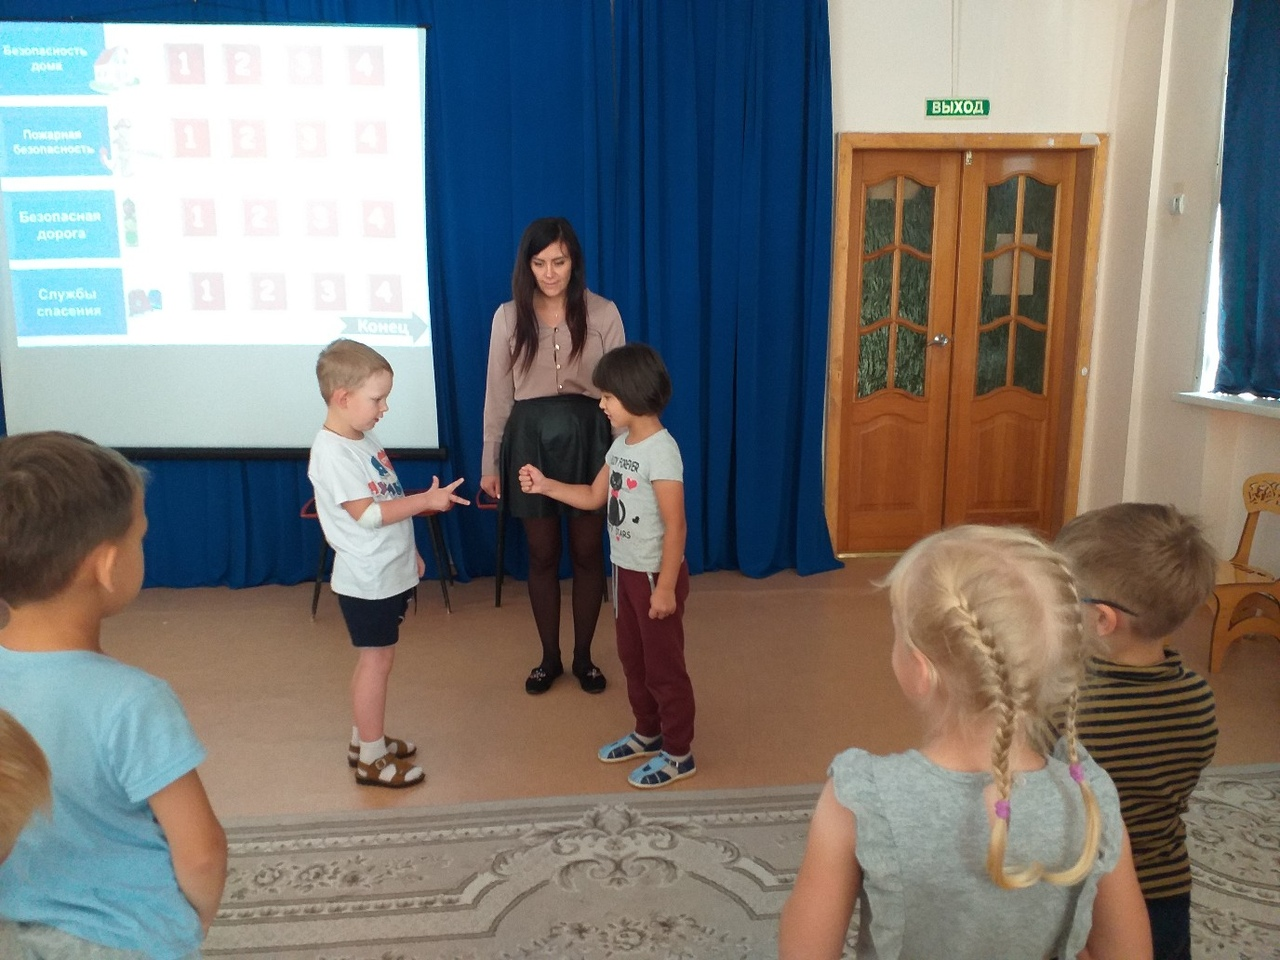 Безопасность
дома
1 2 3 4
Пожарная
безопасность
1 2 3 4
Безопасная
дорога
1 2 3 4
Службы
спасения
1 2 3 4
Конец
ВЫХОД
FOREVER